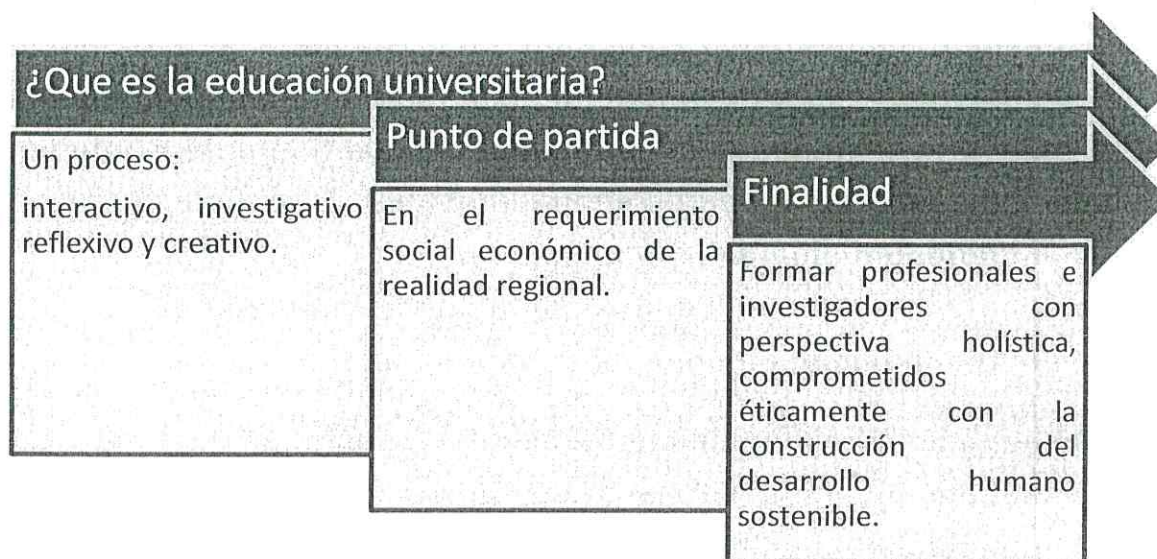 ¿Que es la educación universitaria?
Un proceso:
interactivo, investigativo
reflexivo y creativo.
Punto de partida
En el requerimiento
social económico de la
realidad regional.
Finalidad
Formar profesionales e
investigadores con
perspectiva holística,
comprometidos
éticamente con la
construcción del
desarrollo humano
sostenible.